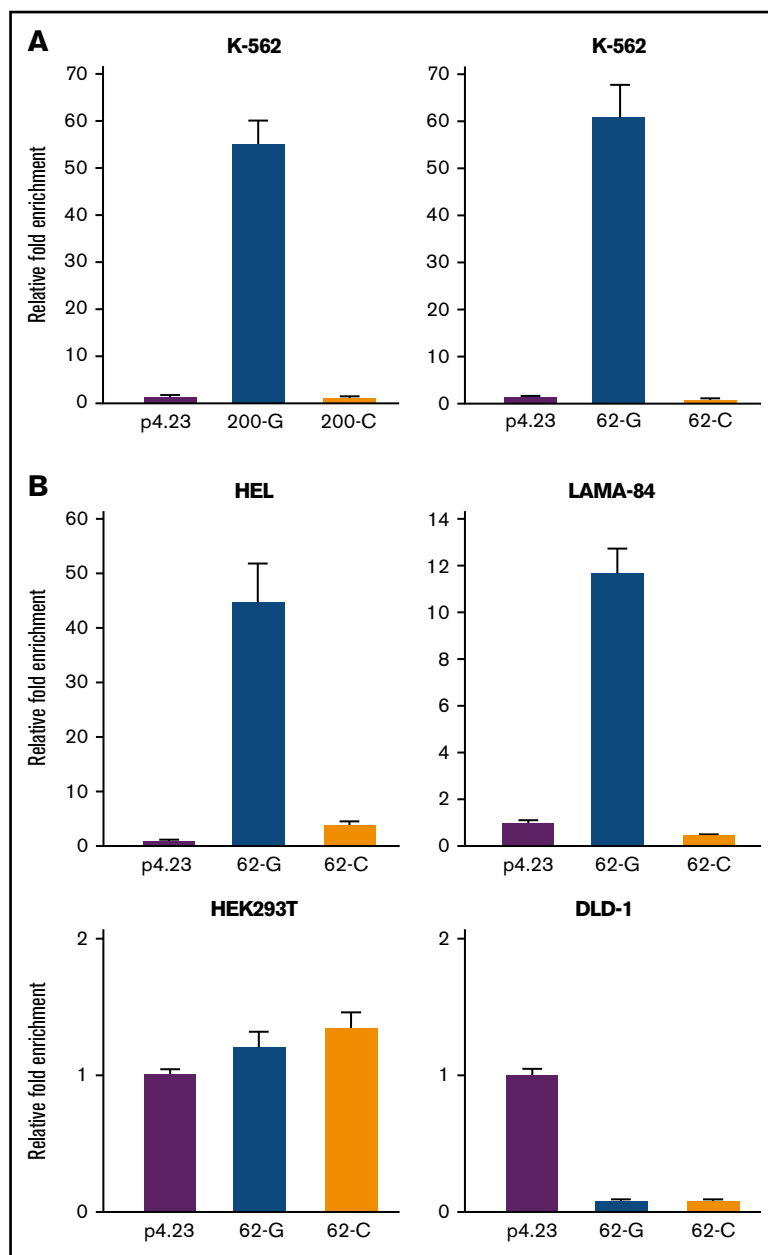 A
K-562
K-562
Relative fold enrichment
70
60
50
40
30
20
10
0
p4.23 200-G 200-C
70
60
50
40
30
20
10
0
p4.23 62-G 62-C
B
HEL
LAMA-84
Relative fold enrichment
60
50
40
30
20
10
0
p4.23 62-G 62-C
14
12
10
8
6
4
2
0
p4.23 62-G 62-C
HEK293T
DLD-1
Relative fold enrichment
2
1
0
p4.23 62-G 62-C
2
1
0
p4.23 62-G 62-C